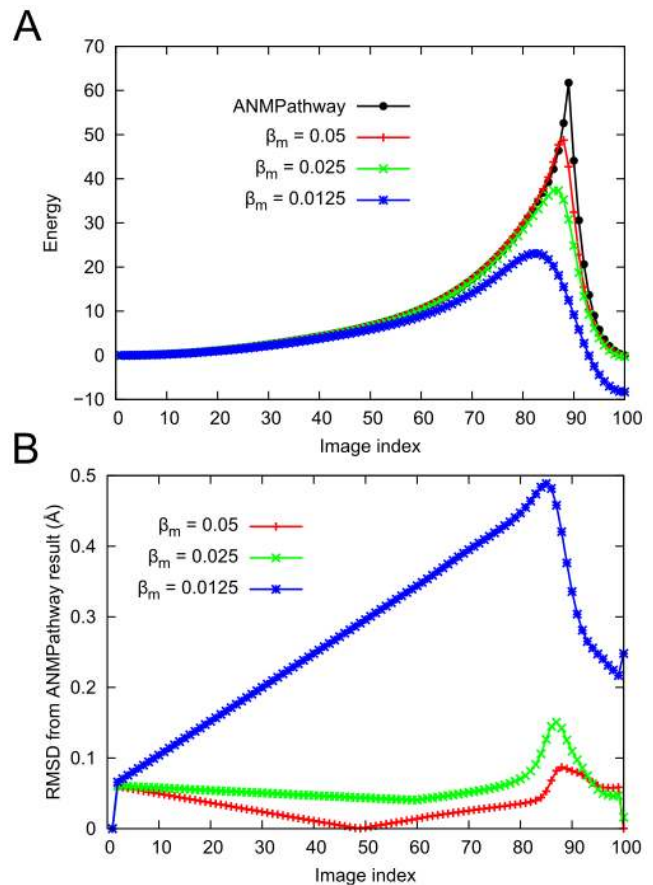 A
70
60
50
40
30
20
10
0
−10
Energy
ANMPathway
βm = 0.05
βm = 0.025
βm = 0.0125
0 10 20 30 40 50 60 70 80 90 100
Image index
B
0.5
0.4
0.3
0.2
0.1
0
RMSD from ANMPathway result (Å)
βm = 0.05
βm = 0.025
βm = 0.0125
0 10 20 30 40 50 60 70 80 90 100
Image index